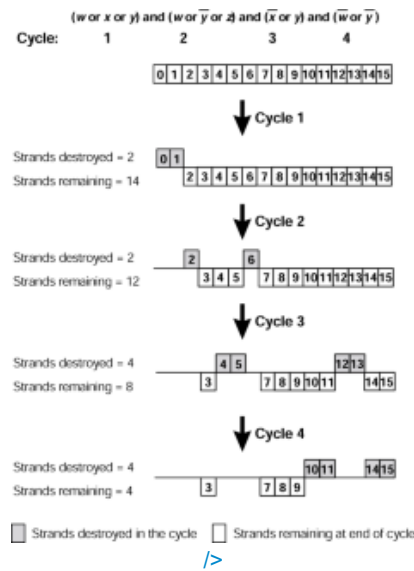 (w or x or y) and (w or y̅ or z) and (x̅ or y) and (w̅ or y̅)
Cycle: 1 2 3 4
0 1 2 3 4 5 6 7 8 9 10 11 12 13 14 15
Cycle 1
Strands destroyed = 2
0 1
Strands remaining = 14
2 3 4 5 6 7 8 9 10 11 12 13 14 15
Cycle 2
Strands destroyed = 2
2 6
Strands remaining = 12
3 4 5 7 8 9 10 11 12 13 14 15
Cycle 3
Strands destroyed = 4
4 5 12 13
Strands remaining = 8
3 7 8 9 10 11 14 15
Cycle 4
Strands destroyed = 4
10 11 14 15
Strands remaining = 4
3 7 8 9
Strands destroyed in the cycle Strands remaining at end of cycle
/>